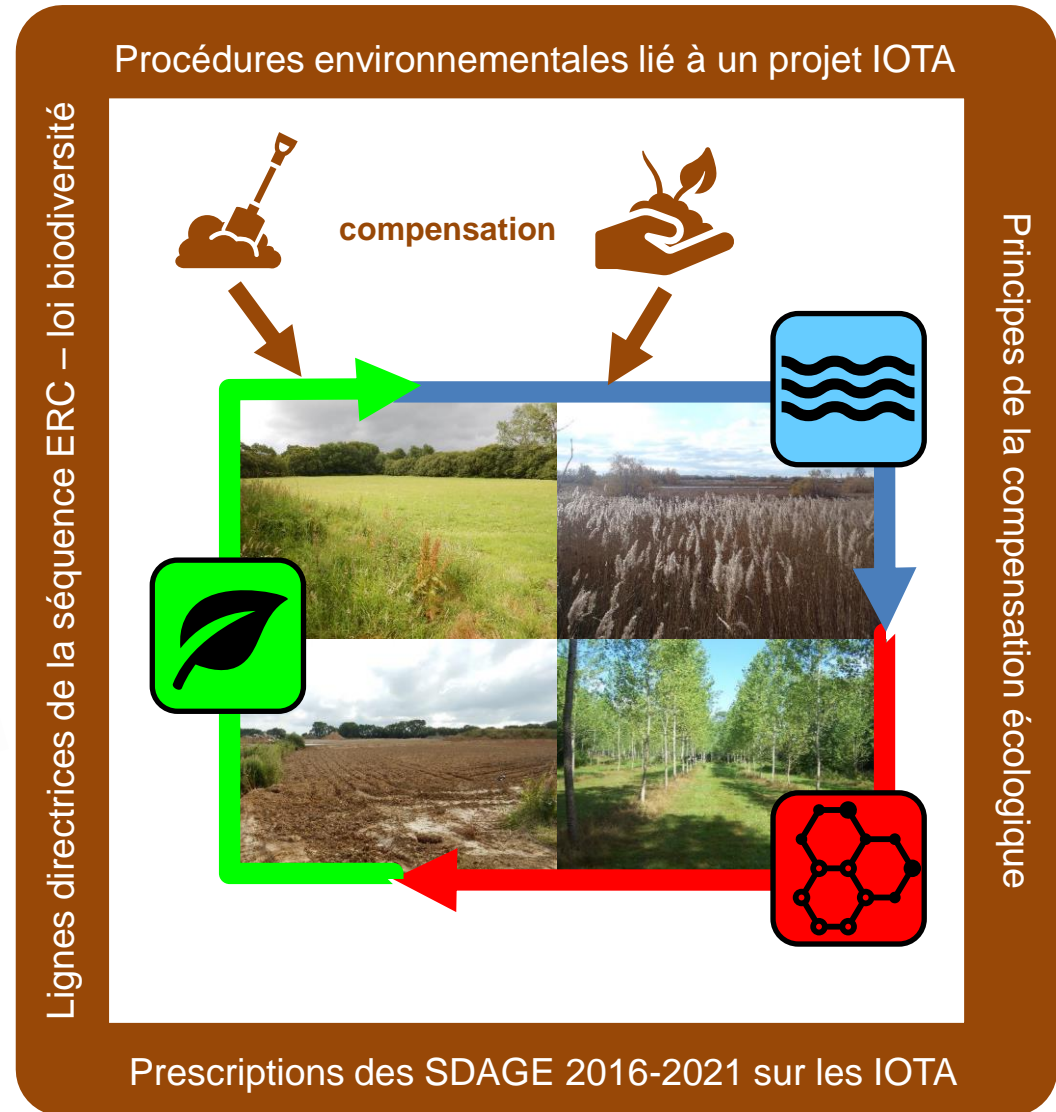 Procédures environnementales lié à un projet IOTA
Lignes directrices de la séquence ERC – loi biodiversité
compensation
Principes de la compensation écologique
Prescriptions des SDAGE 2016-2021 sur les IOTA